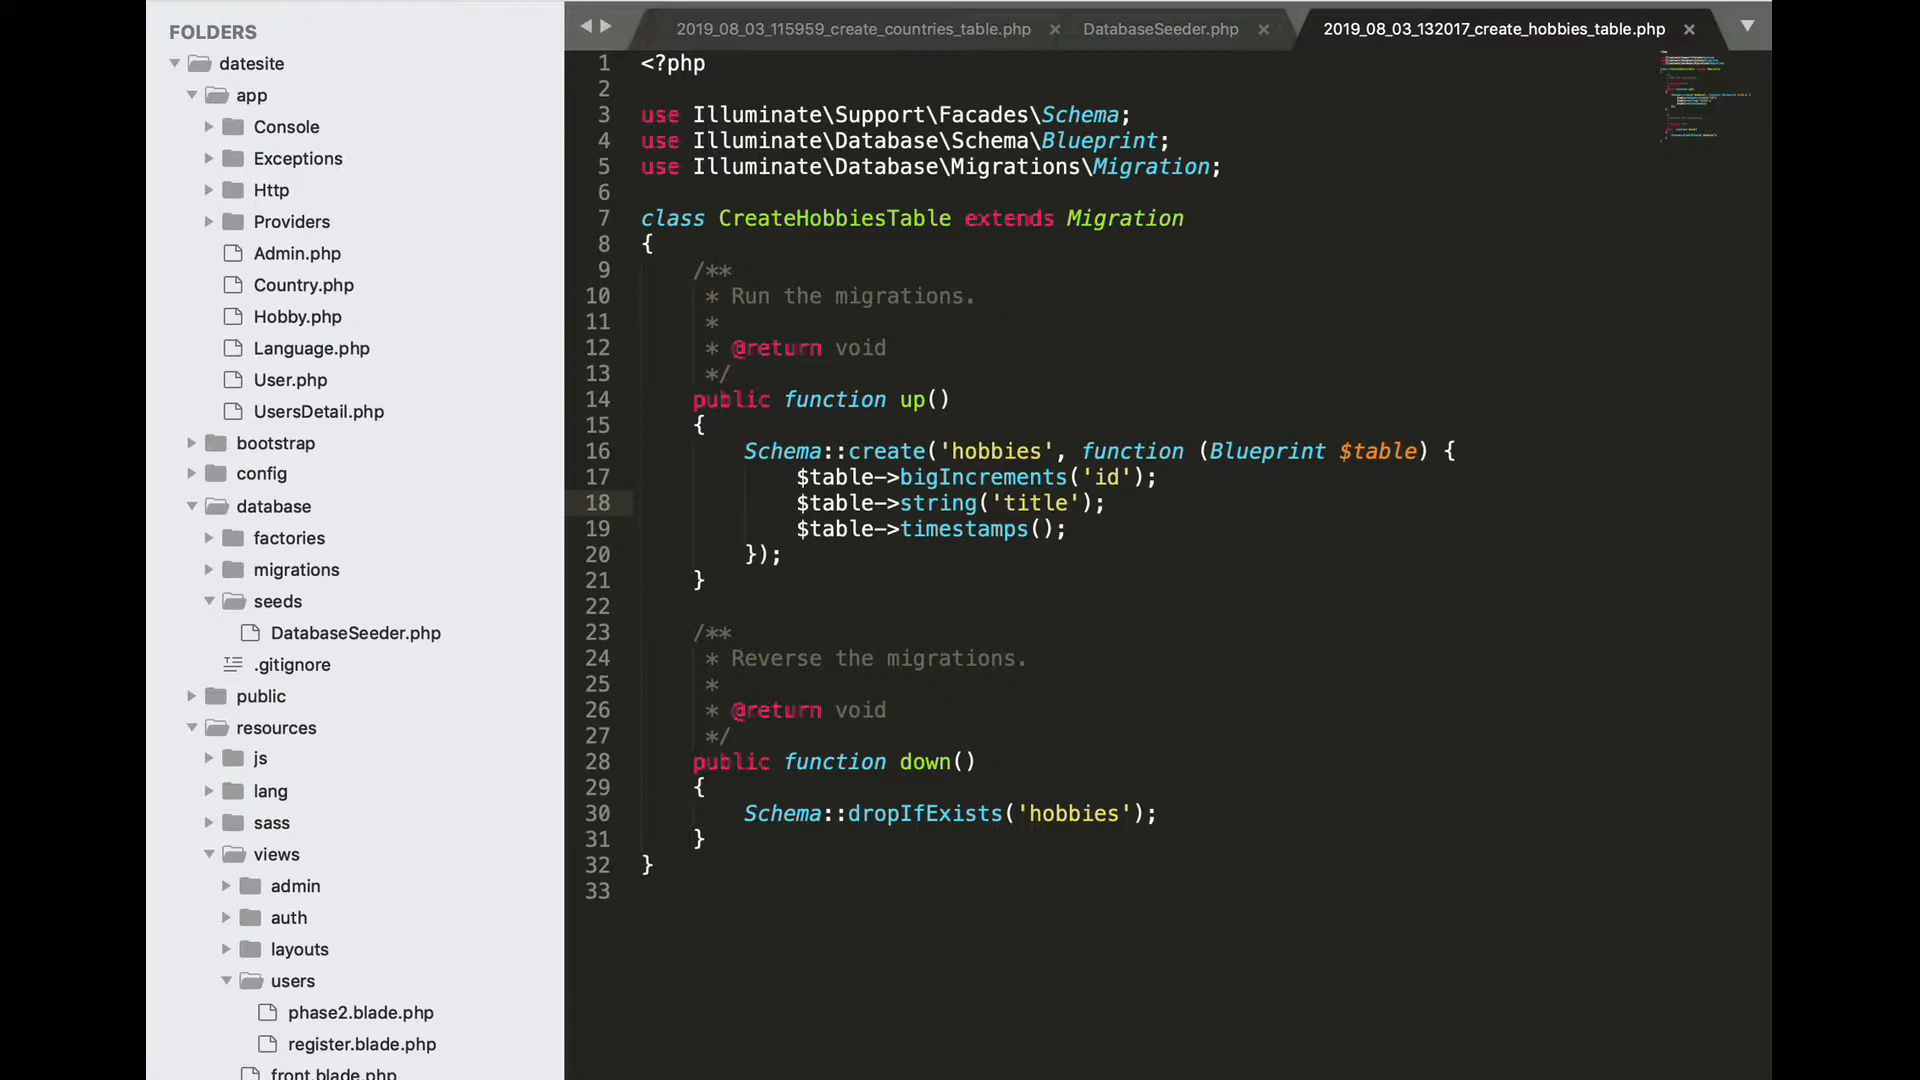 FOLDERS
datesite
app
Console
Exceptions
Http
Providers
Admin.php
Country.php
Hobby.php
Language.php
User.php
UsersDetail.php
bootstrap
config
database
factories
migrations
seeds
DatabaseSeeder.php
.gitignore
public
resources
js
lang
sass
views
admin
auth
layouts
users
phase2.blade.php
register.blade.php
front.blade.php
2019_08_03_115959_create_countries_table.php
DatabaseSeeder.php
2019_08_03_132017_create_hobbies_table.php
1 <?php
2
3 use Illuminate\Support\Facades\Schema;
4 use Illuminate\Database\Schema\Blueprint;
5 use Illuminate\Database\Migrations\Migration;
6
7 class CreateHobbiesTable extends Migration
8 {
9     /**
10      * Run the migrations.
11      *
12      * @return void
13      */
14     public function up()
15     {
16         Schema::create('hobbies', function (Blueprint $table) {
17             $table->bigIncrements('id');
18             $table->string('title');
19             $table->timestamps();
20         });
21     }
22
23     /**
24      * Reverse the migrations.
25      *
26      * @return void
27      */
28     public function down()
29     {
30         Schema::dropIfExists('hobbies');
31     }
32 }
33